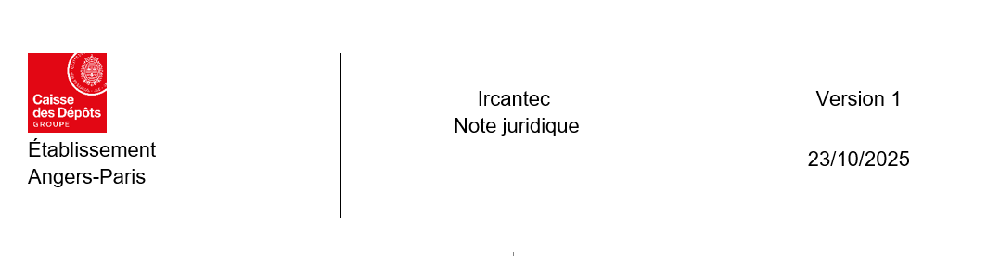 Caisse
des Dépôts
GROUPE
Établissement
Angers-Paris
Ircantec
Note juridique
Version 1
23/10/2025